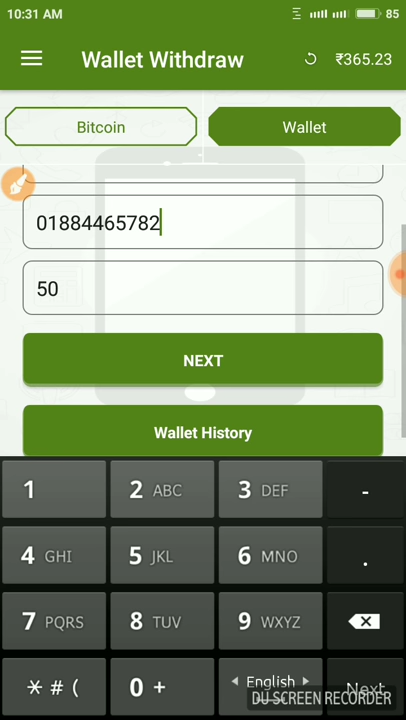 10:31 AM 85
Wallet Withdraw ₹365.23
Bitcoin Wallet
01884465782
50
NEXT
Wallet History
1 2 ABC 3 DEF -
4 GHI 5 JKL 6 MNO .
7 PQRS 8 TUV 9 WXYZ
* # ( 0 + English Next
DU SCREEN RECORDER